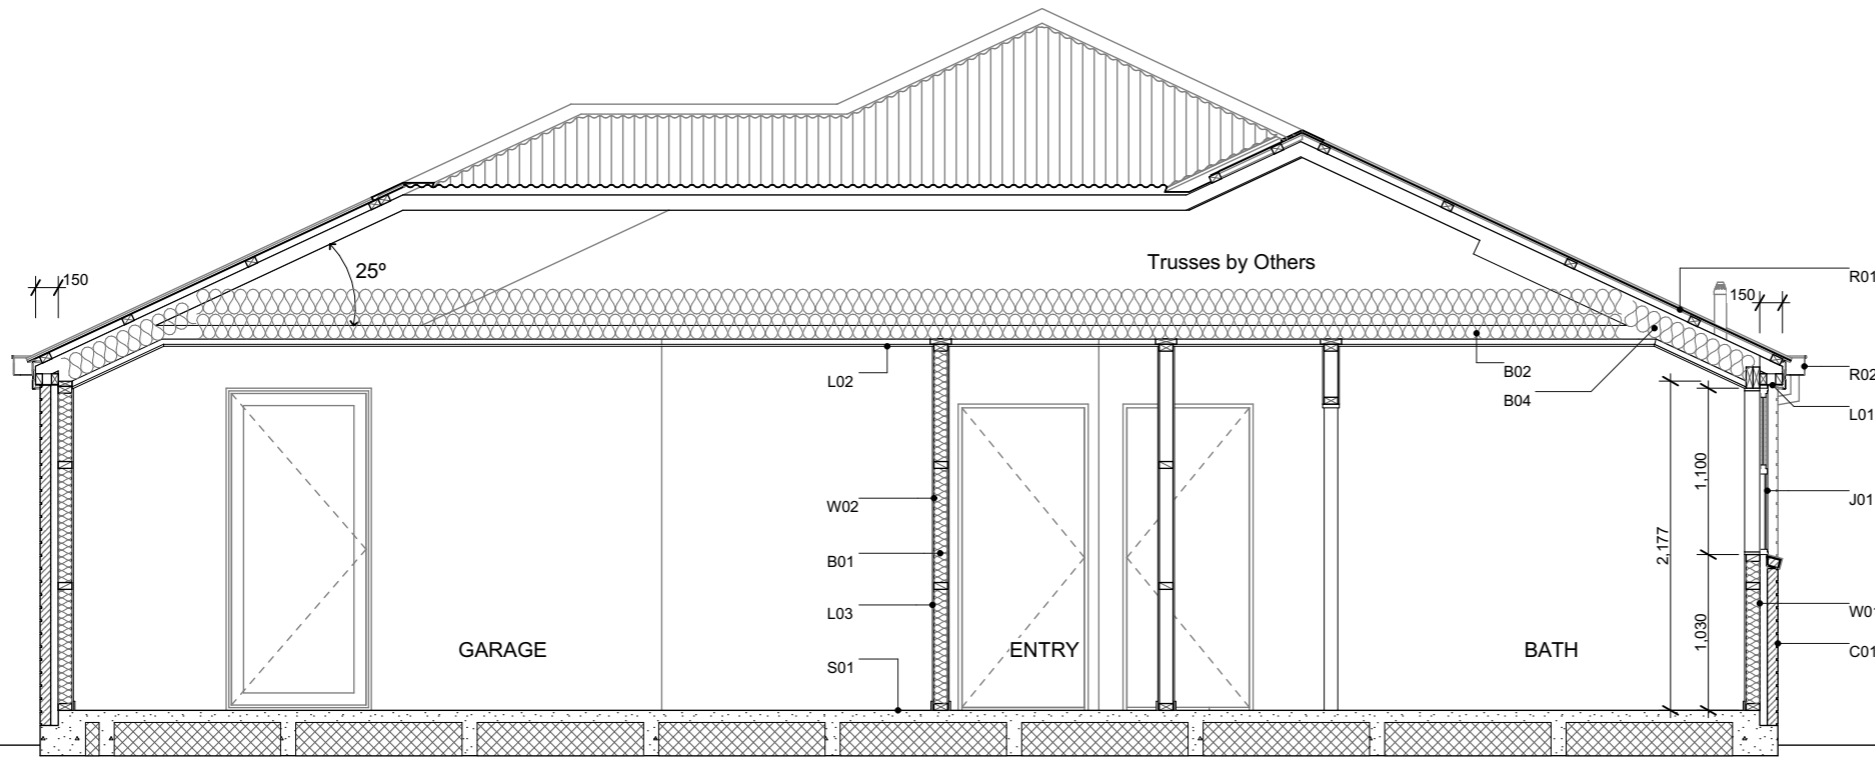 Trusses by Others
25º
150
150
R01
L02
B02
B04
R02
L01
1,100
J01
W02
2,177
B01
L03
W01
1,030
GARAGE
ENTRY
BATH
C01
S01